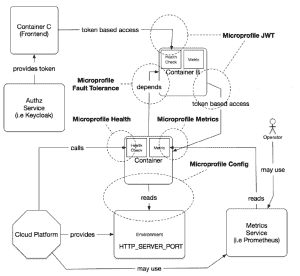 Container C
(Frontend)
token based access
Microprofile JWT
Health
Check
Metric
Container B
provides token
Microprofile
Fault Tolerance
depends
token based access
Authz
Service
(i.e Keycloak)
Microprofile Health
Microprofile Metrics
Operator
calls
Health
Check
Metric
Container
Microprofile Config
may use
reads
reads
Cloud Platform
provides
Environment
HTTP_SERVER_PORT
Metrics
Service
(i.e Prometheus)
may use